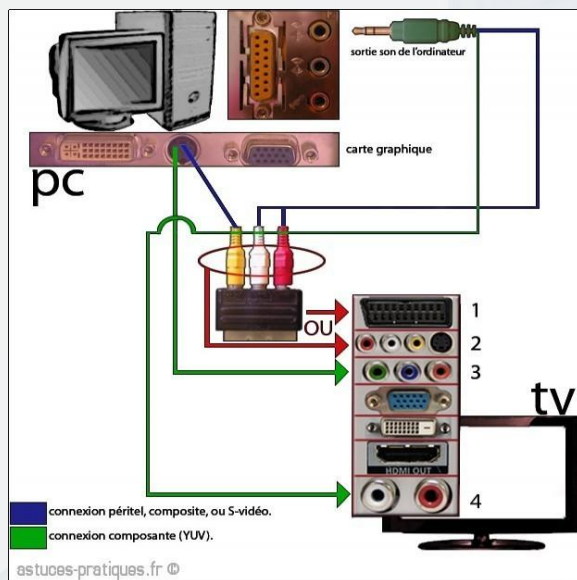 sortie son de l'ordinateur
carte graphique
pc
OU
1
2
3
tv
HDMI OUT
4
connexion péritel, composite, ou S-vidéo.
connexion composante (YUV).
astuces-pratiques.fr ©